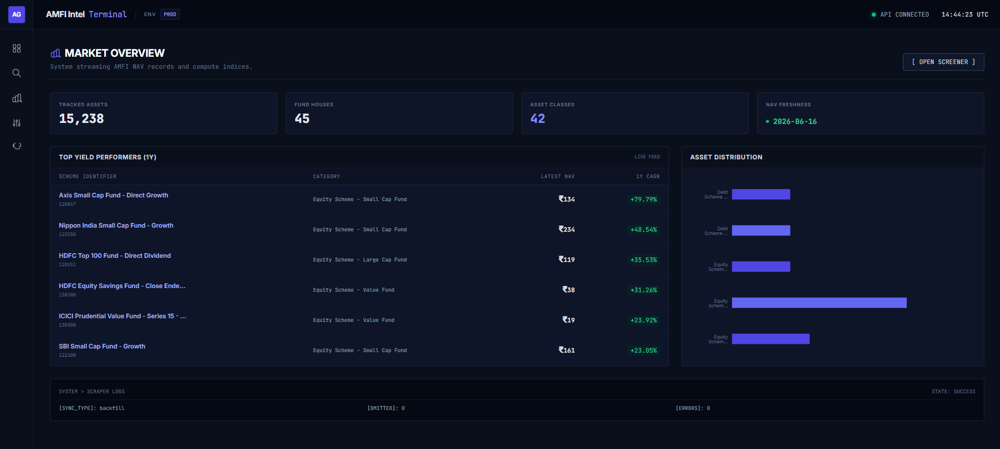 AG
AMFI Intel Terminal
ENV PROD
API CONNECTED
14:44:23 UTC
MARKET OVERVIEW
System streaming AMFI NAV records and compute indices.
[ OPEN SCREENER ]
TRACKED ASSETS
15,238
FUND HOUSES
45
ASSET CLASSES
42
NAV FRESHNESS
2026-06-16
TOP YIELD PERFORMERS (1Y)
LIVE FEED
SCHEME IDENTIFIER CATEGORY LATEST NAV 1Y CAGR
Axis Small Cap Fund - Direct Growth
120847
Equity Scheme - Small Cap Fund
₹134
+79.79%
Nippon India Small Cap Fund - Growth
122550
Equity Scheme - Small Cap Fund
₹234
+48.54%
HDFC Top 100 Fund - Direct Dividend
120151
Equity Scheme - Large Cap Fund
₹119
+35.53%
HDFC Equity Savings Fund - Close Ende...
130100
Equity Scheme - Value Fund
₹38
+31.26%
ICICI Prudential Value Fund - Series 15 - ...
130300
Equity Scheme - Value Fund
₹19
+23.92%
SBI Small Cap Fund - Growth
122100
Equity Scheme - Small Cap Fund
₹161
+23.05%
ASSET DISTRIBUTION
Debt
Scheme ...
Debt
Scheme ...
Equity
Schem...
Equity
Schem...
Equity
Schem...
SYSTEM > SCRAPER LOGS
STATE: SUCCESS
[SYNC_TYPE]: backfill
[OMITTED]: 0
[ERRORS]: 0